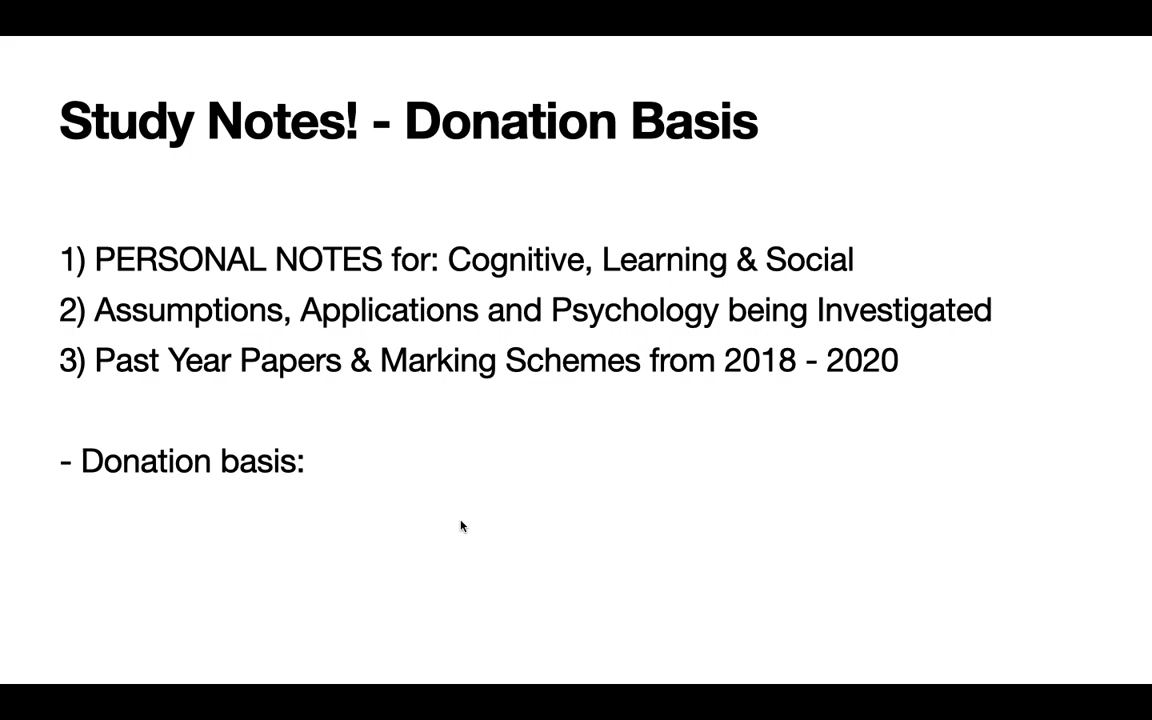 Study Notes! - Donation Basis
1) PERSONAL NOTES for: Cognitive, Learning & Social
2) Assumptions, Applications and Psychology being Investigated
3) Past Year Papers & Marking Schemes from 2018 - 2020
- Donation basis: